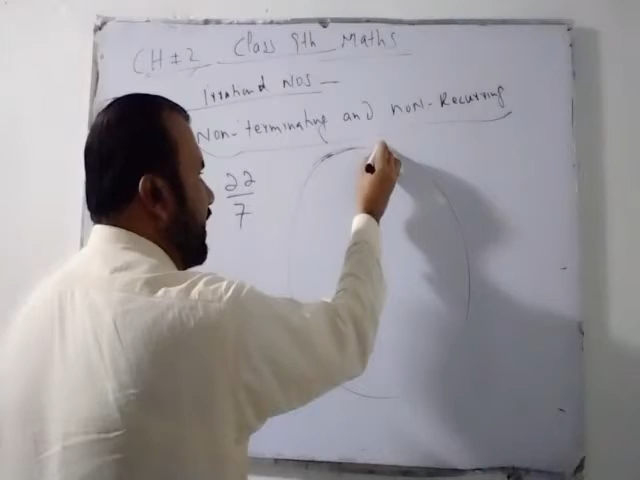 CH # 2 Class 9th Maths
Irrational NOS —
Non-terminating and NON-Recurring
22
7